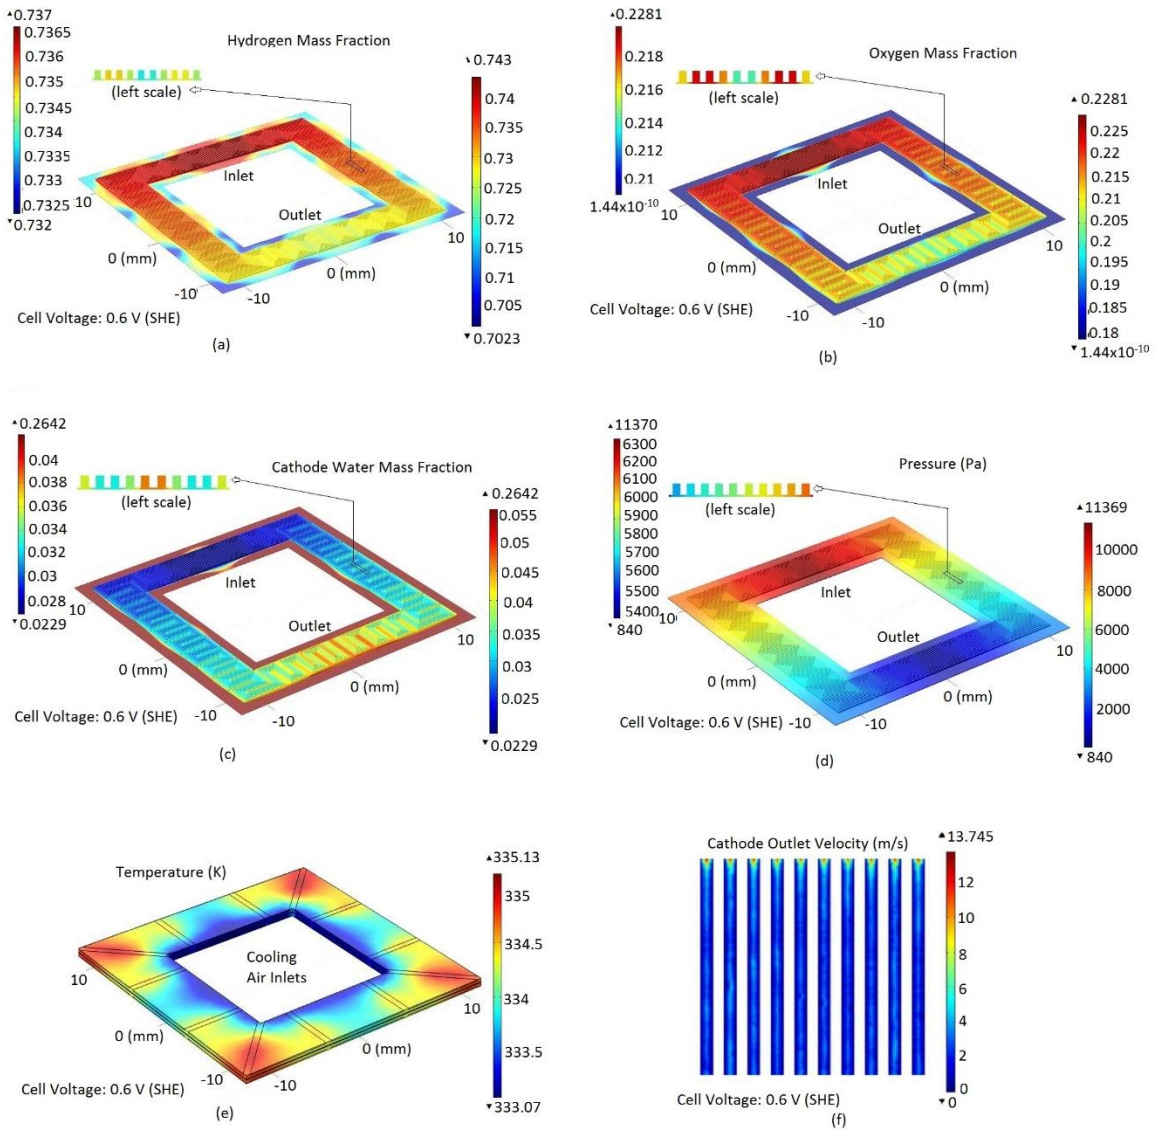 ▲0.737
0.7365
0.736
0.7355
0.735
0.7345
0.734
0.7335
0.733
0.7325
▼0.732
Hydrogen Mass Fraction
(left scale)
0.743
0.74
0.735
0.73
0.725
0.72
0.715
0.71
0.705
▼0.7023
Inlet
Outlet
10
0 (mm)
-10
-10
0 (mm)
10
Cell Voltage: 0.6 V (SHE)
(a)
▲0.2281
0.218
0.216
0.214
0.212
0.21
1.44x10⁻¹⁰
Oxygen Mass Fraction
(left scale)
▲0.2281
0.225
0.22
0.215
0.21
0.205
0.2
0.195
0.19
0.185
0.18
▼1.44x10⁻¹⁰
Inlet
Outlet
10
0 (mm)
-10
-10
0 (mm)
10
Cell Voltage: 0.6 V (SHE)
(b)
▲0.2642
0.04
0.038
0.036
0.034
0.032
0.03
0.028
▼0.0229
Cathode Water Mass Fraction
(left scale)
▲0.2642
0.055
0.05
0.045
0.04
0.035
0.03
0.025
▼0.0229
Inlet
Outlet
10
0 (mm)
-10
-10
0 (mm)
10
Cell Voltage: 0.6 V (SHE)
(c)
▲11370
6300
6200
6100
6000
5900
5800
5700
5600
5500
5400
▼840
Pressure (Pa)
(left scale)
▲11369
10000
8000
6000
4000
2000
▼840
Inlet
Outlet
10
0 (mm)
-10
-10
0 (mm)
10
Cell Voltage: 0.6 V (SHE)
(d)
Temperature (K)
▲335.13
335
334.5
334
333.5
▼333.07
Cooling
Air Inlets
10
0 (mm)
-10
-10
0 (mm)
10
Cell Voltage: 0.6 V (SHE)
(e)
Cathode Outlet Velocity (m/s)
▲13.745
12
10
8
6
4
2
0
▼0
Cell Voltage: 0.6 V (SHE)
(f)